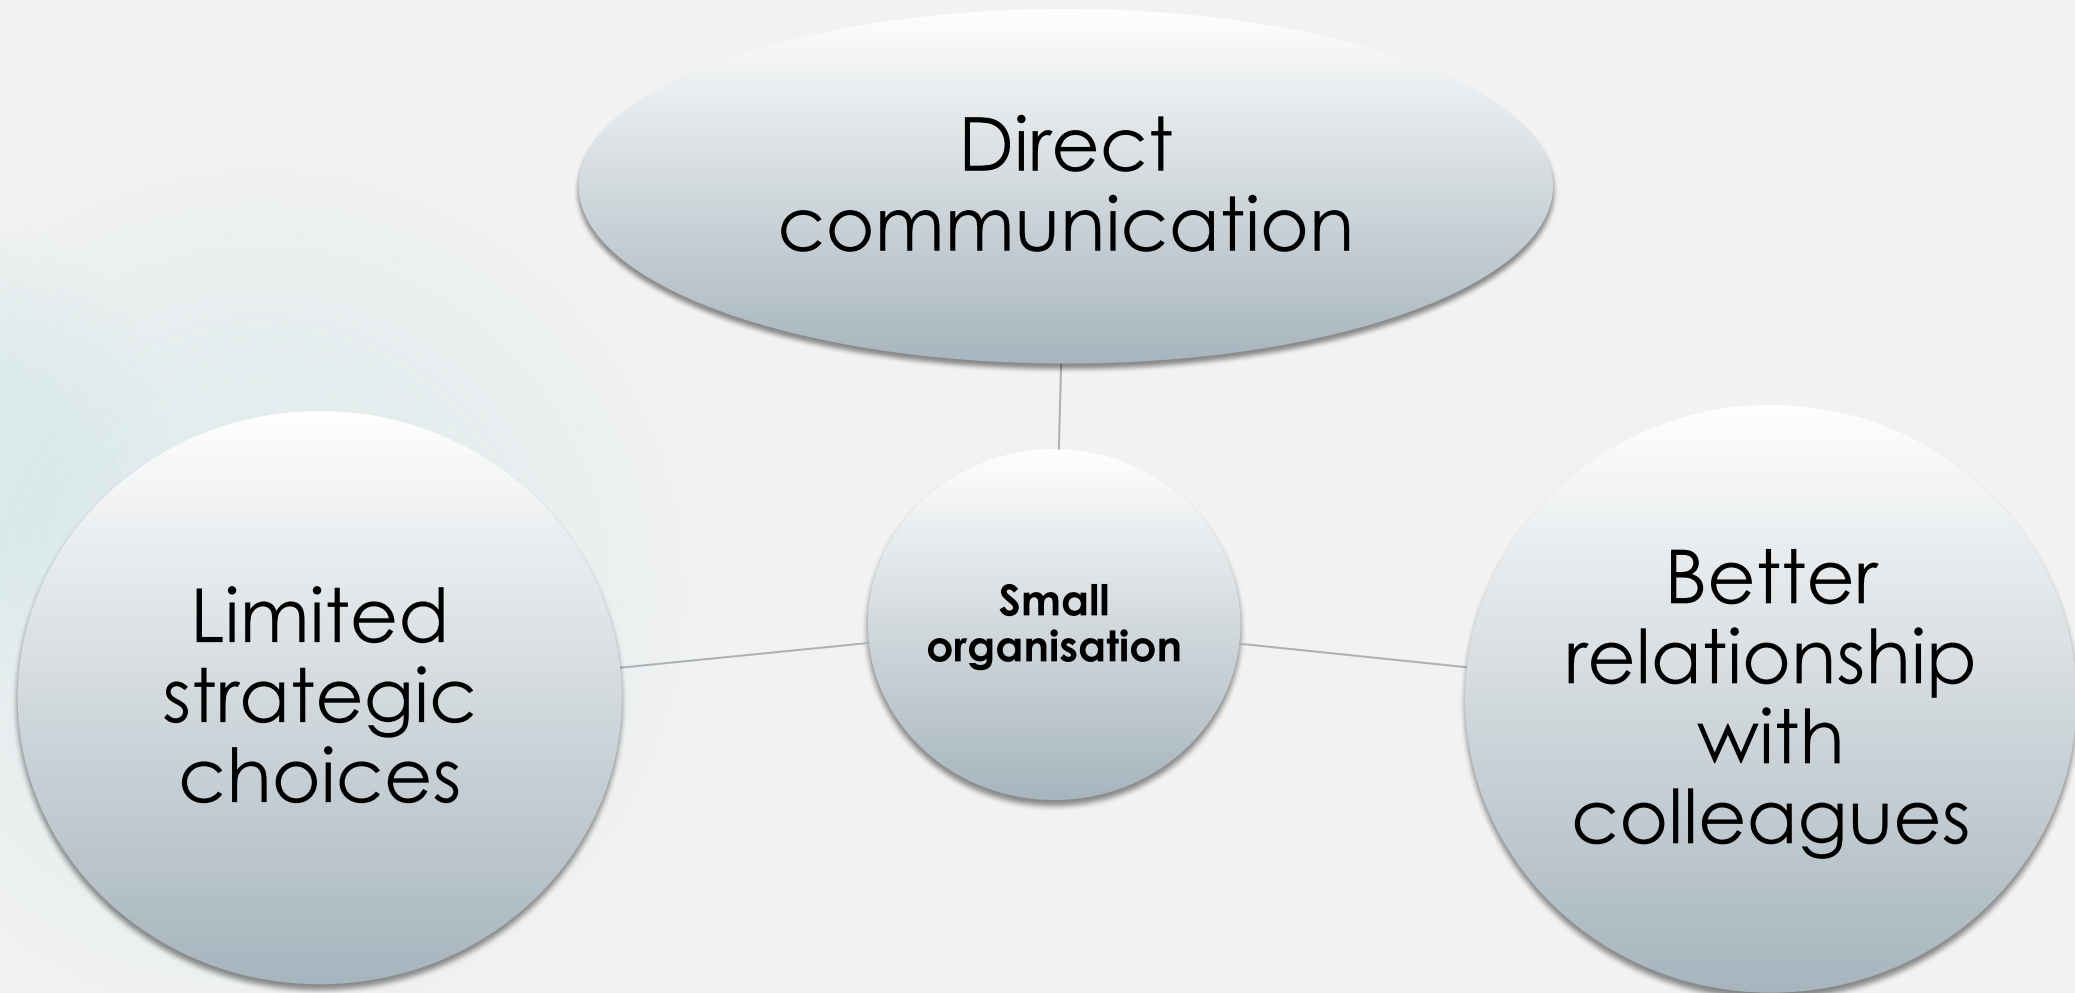 Direct
communication
Limited
strategic
choices
Small
organisation
Better
relationship
with
colleagues